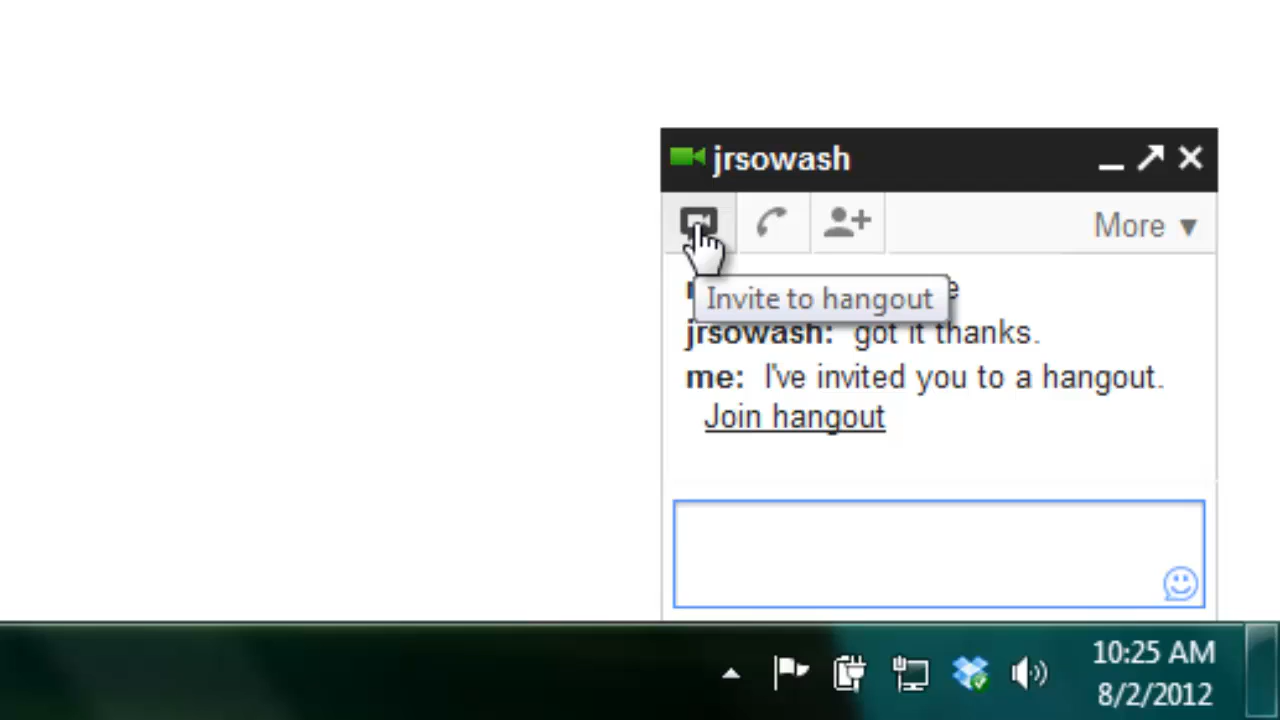 jrsowash
More
Invite to hangout
jrsowash: got it thanks.
me: I've invited you to a hangout.
Join hangout
10:25 AM
8/2/2012